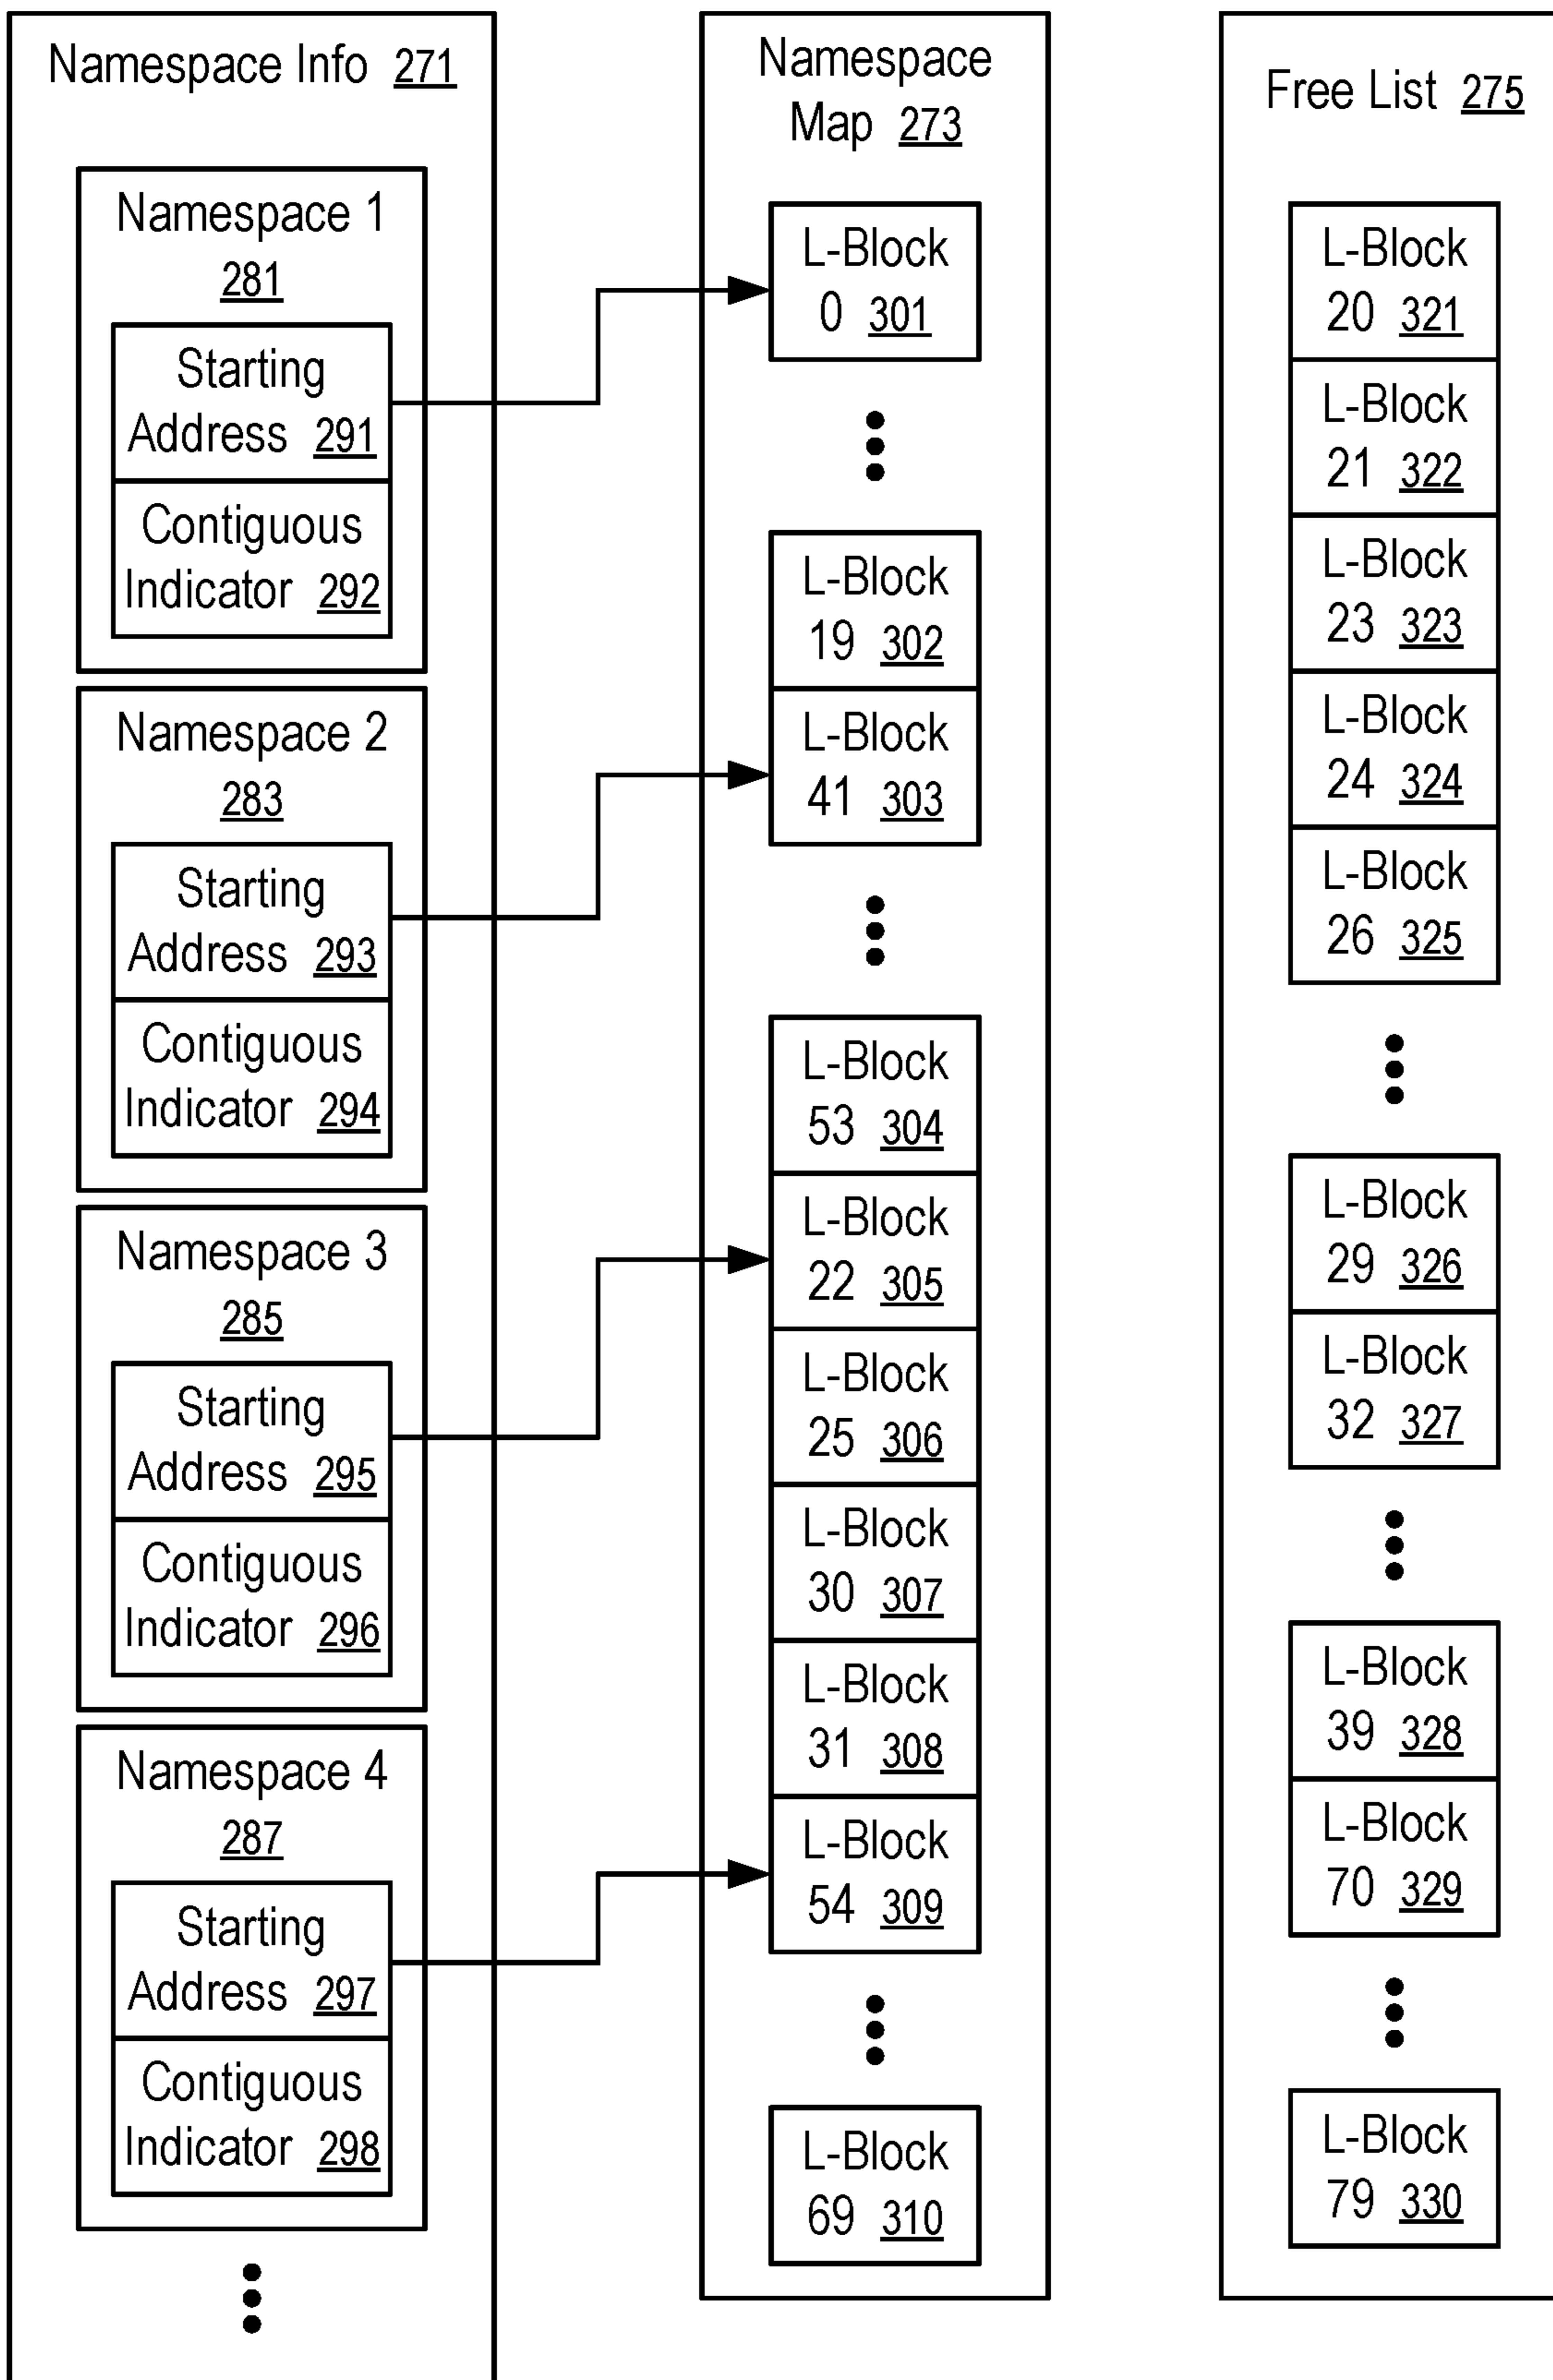 Namespace Info 271
Namespace 1
281
Starting
Address 291
Contiguous
Indicator 292
Namespace 2
283
Starting
Address 293
Contiguous
Indicator 294
Namespace 3
285
Starting
Address 295
Contiguous
Indicator 296
Namespace 4
287
Starting
Address 297
Contiguous
Indicator 298
Namespace
Map 273
L-Block
0 301
L-Block
19 302
L-Block
41 303
L-Block
53 304
L-Block
22 305
L-Block
25 306
L-Block
30 307
L-Block
31 308
L-Block
54 309
L-Block
69 310
Free List 275
L-Block
20 321
L-Block
21 322
L-Block
23 323
L-Block
24 324
L-Block
26 325
L-Block
29 326
L-Block
32 327
L-Block
39 328
L-Block
70 329
L-Block
79 330